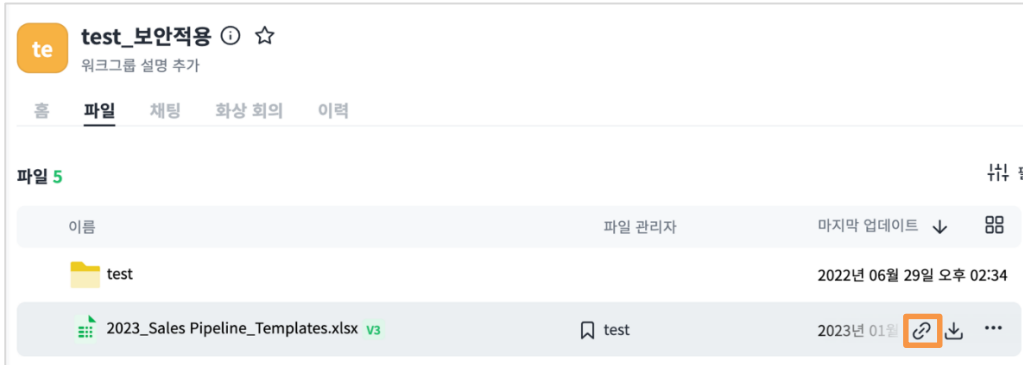 te
test_보안적용
워크그룹 설명 추가
홈 파일 채팅 화상 회의 이력
파일 5
이름 파일 관리자 마지막 업데이트
test 2022년 06월 29일 오후 02:34
2023_Sales Pipeline_Templates.xlsx V3 test 2023년 01월